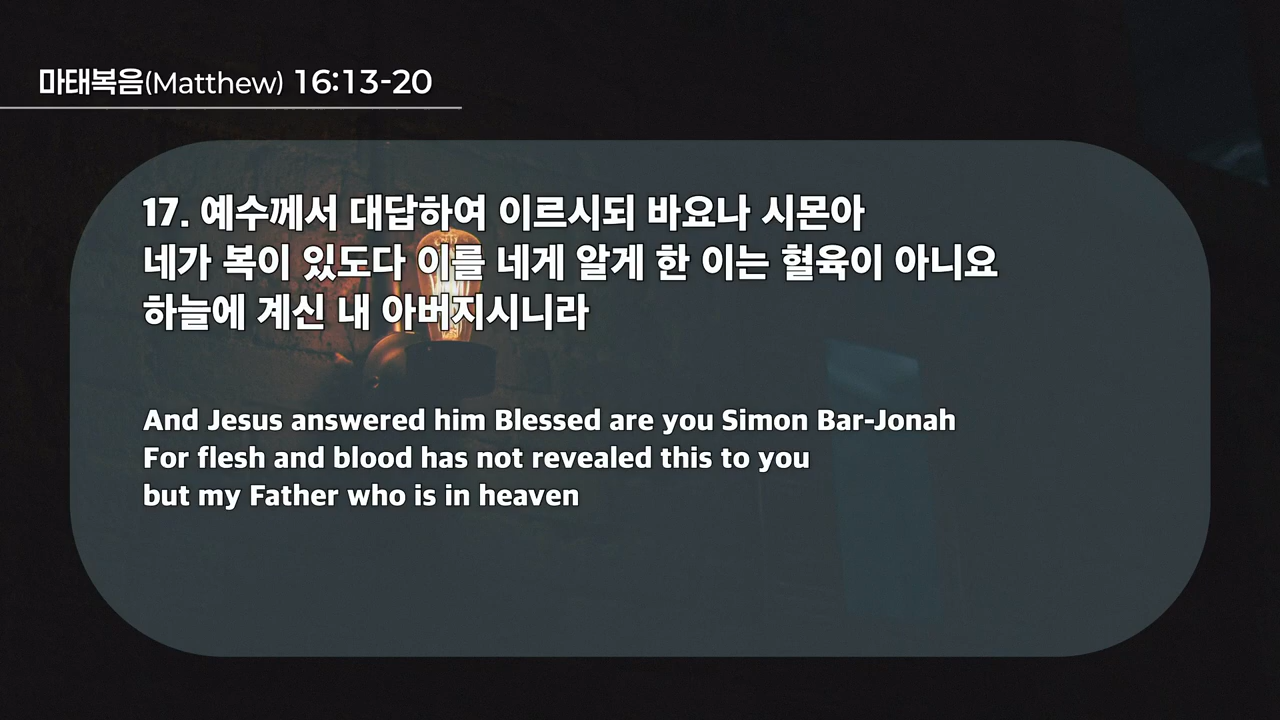 마태복음(Matthew) 16:13-20
17. 예수께서 대답하여 이르시되 바요나 시몬아
네가 복이 있도다 이를 네게 알게 한 이는 혈육이 아니요
하늘에 계신 내 아버지시니라
And Jesus answered him Blessed are you Simon Bar-Jonah
For flesh and blood has not revealed this to you
but my Father who is in heaven